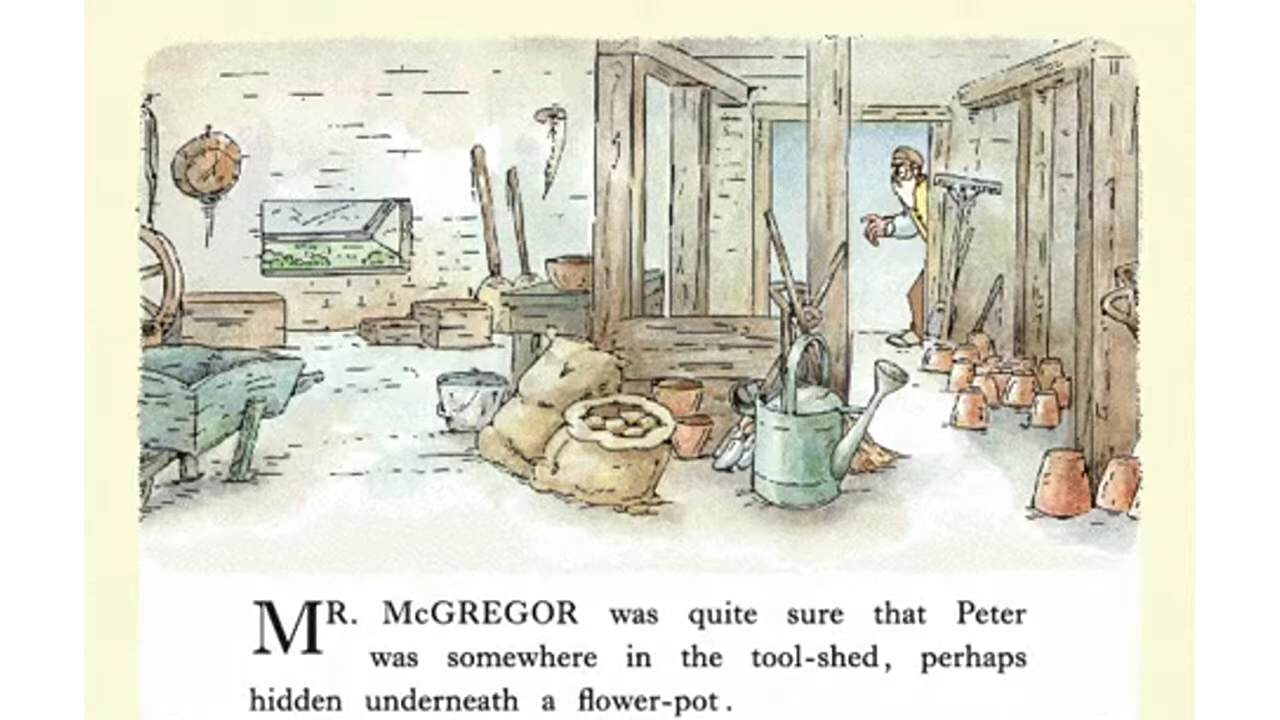 MR. McGREGOR was quite sure that Peter
was somewhere in the tool-shed, perhaps
hidden underneath a flower-pot.